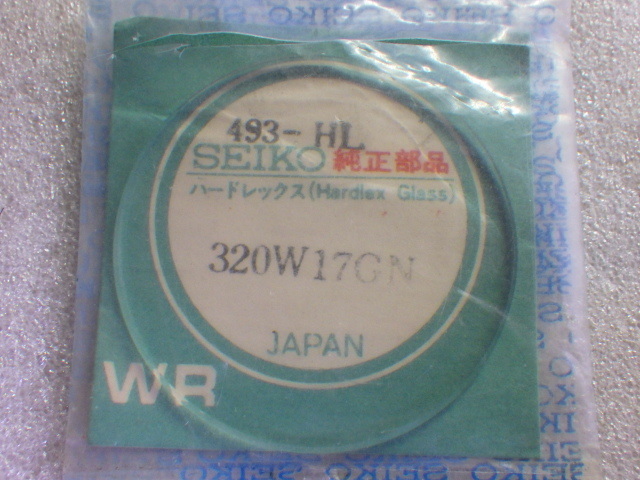 493-HL
SEIKO 純正部品
ハードレックス(Hardlex Glass)
320W17GN
JAPAN
WR